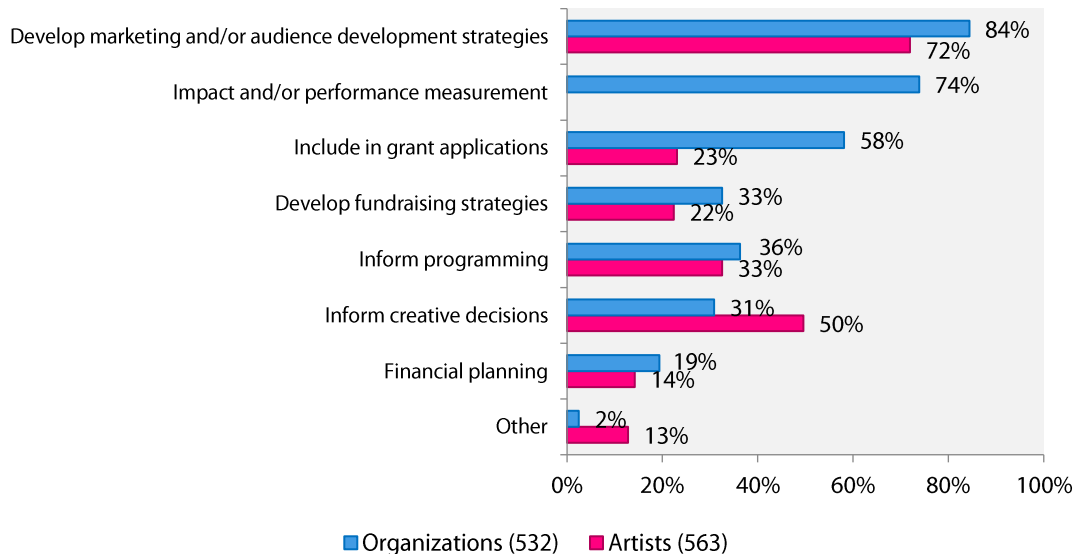 Develop marketing and/or audience development strategies
84%
72%
Impact and/or performance measurement
74%
Include in grant applications
58%
23%
Develop fundraising strategies
33%
22%
Inform programming
36%
33%
Inform creative decisions
31%
50%
Financial planning
19%
14%
Other
2%
13%
0% 20% 40% 60% 80% 100%
Organizations (532) Artists (563)